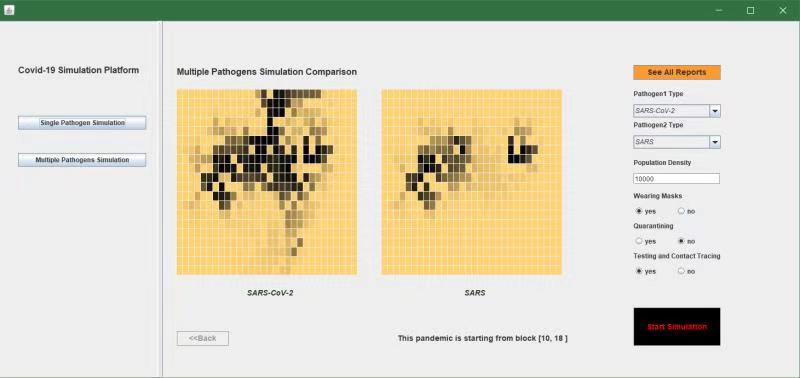 Covid-19 Simulation Platform
Single Pathogen Simulation
Multiple Pathogens Simulation
Multiple Pathogens Simulation Comparison
SARS-CoV-2
SARS
<<Back
This pandemic is starting from block [10, 18 ]
See All Reports
Pathogen1 Type
SARS-CoV-2
Pathogen2 Type
SARS
Population Density
10000
Wearing Masks
yes no
Quarantining
yes no
Testing and Contact Tracing
yes no
Start Simulation